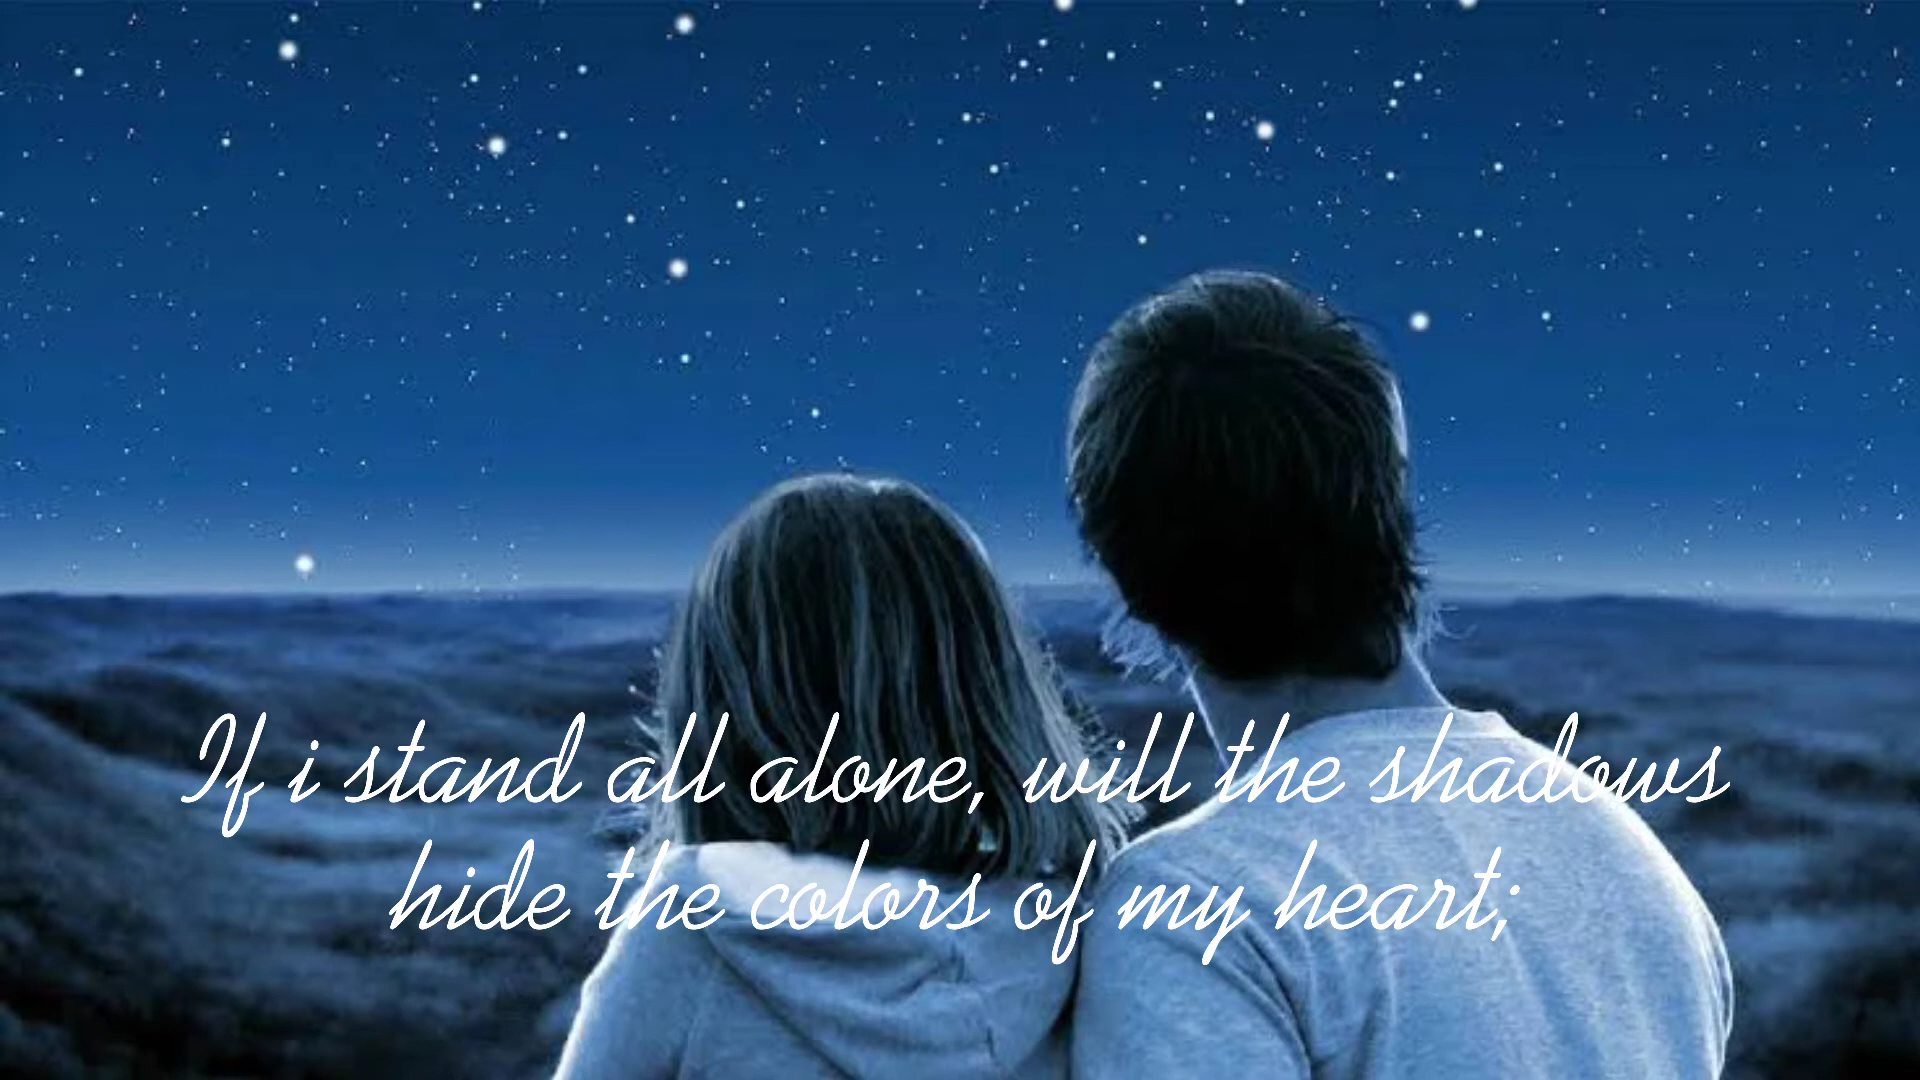 If i stand all alone, will the shadows
hide the colors of my heart;